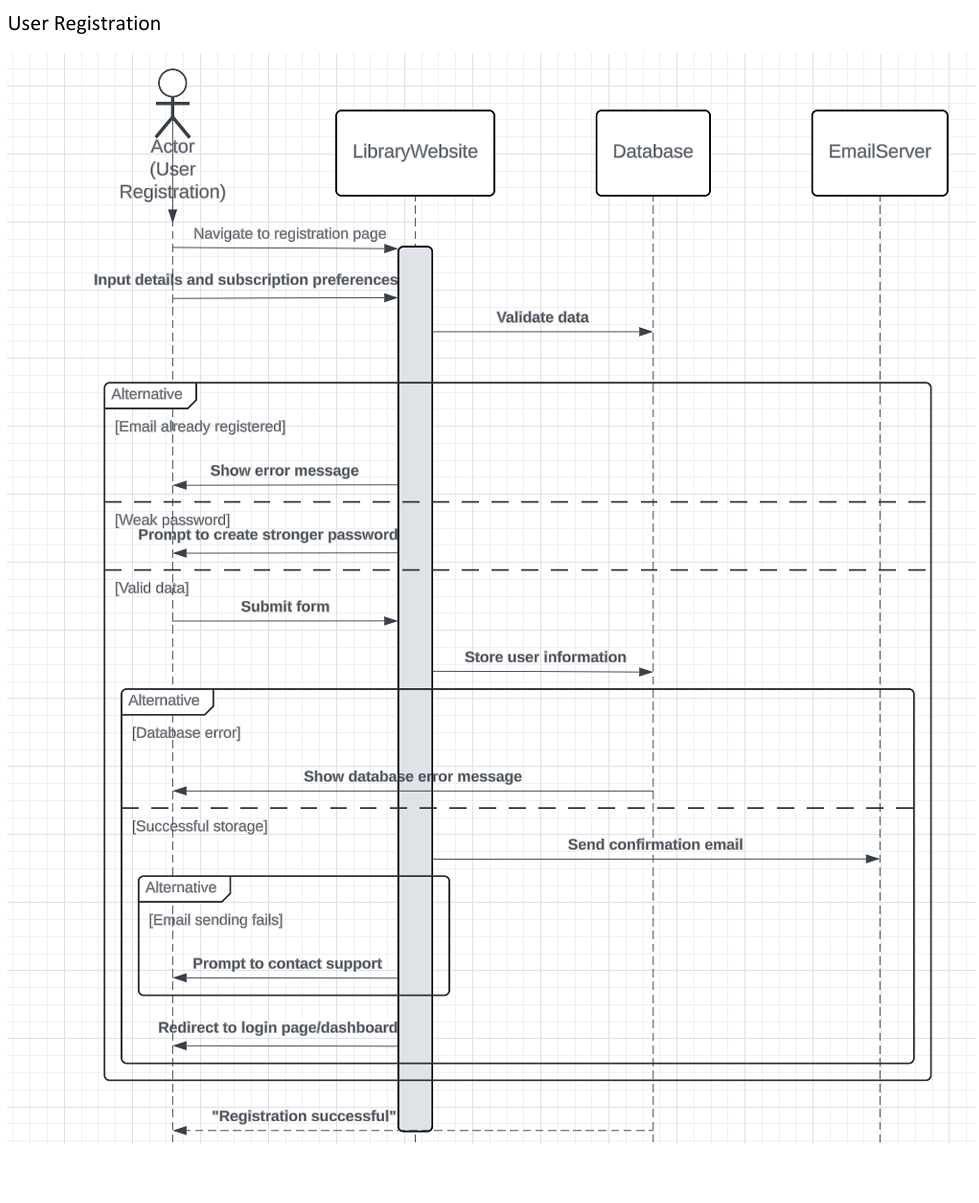 User Registration
Actor
(User
Registration)
LibraryWebsite
Database
EmailServer
Navigate to registration page
Input details and subscription preferences
Validate data
Alternative
[Email already registered]
Show error message
[Weak password]
Prompt to create stronger password
[Valid data]
Submit form
Store user information
Alternative
[Database error]
Show database error message
[Successful storage]
Send confirmation email
Alternative
[Email sending fails]
Prompt to contact support
Redirect to login page/dashboard
"Registration successful"